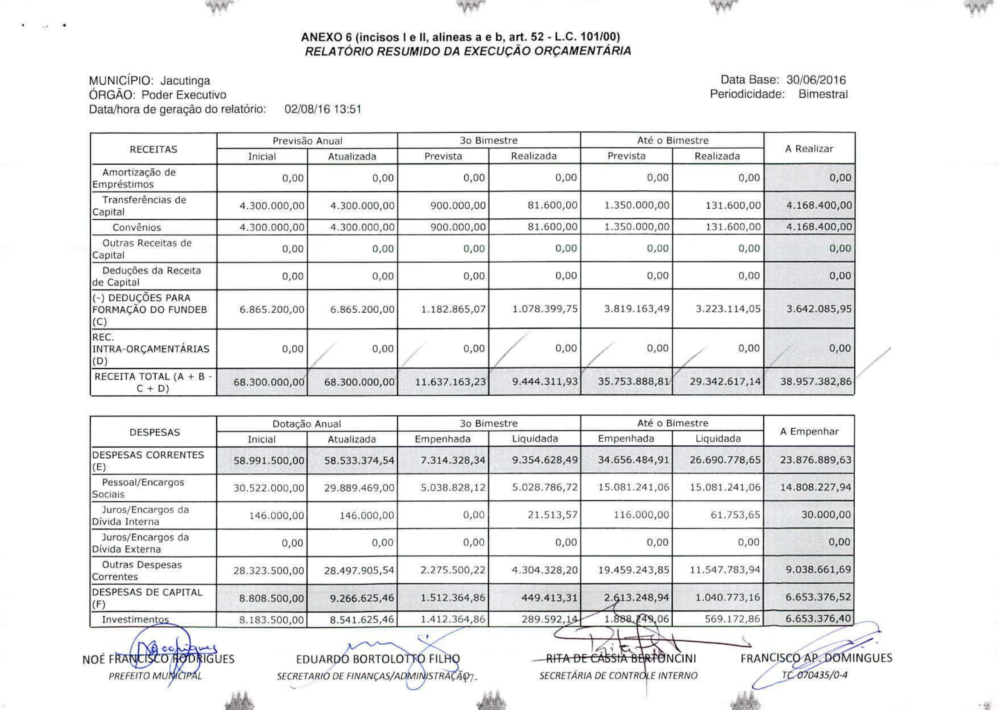 ANEXO 6 (incisos I e II, alíneas a e b, art. 52 - L.C. 101/00)
RELATÓRIO RESUMIDO DA EXECUÇÃO ORÇAMENTÁRIA
MUNICÍPIO: Jacutinga
ÓRGÃO: Poder Executivo
Data/hora de geração do relatório: 02/08/16 13:51
Data Base: 30/06/2016
Periodicidade: Bimestral
RECEITAS Previsão Anual 3o Bimestre Até o Bimestre A Realizar
Inicial Atualizada Prevista Realizada Prevista Realizada
Amortização de
Empréstimos 0,00 0,00 0,00 0,00 0,00 0,00 0,00
Transferências de
Capital 4.300.000,00 4.300.000,00 900.000,00 81.600,00 1.350.000,00 131.600,00 4.168.400,00
Convênios 4.300.000,00 4.300.000,00 900.000,00 81.600,00 1.350.000,00 131.600,00 4.168.400,00
Outras Receitas de
Capital 0,00 0,00 0,00 0,00 0,00 0,00 0,00
Deduções da Receita
de Capital 0,00 0,00 0,00 0,00 0,00 0,00 0,00
(-) DEDUÇÕES PARA
FORMAÇÃO DO FUNDEB 6.865.200,00 6.865.200,00 1.182.865,07 1.078.399,75 3.819.163,49 3.223.114,05 3.642.085,95
(C)
REC.
INTRA-ORÇAMENTÁRIAS 0,00 0,00 0,00 0,00 0,00 0,00 0,00
(D)
RECEITA TOTAL (A + B -
C + D) 68.300.000,00 68.300.000,00 11.637.163,23 9.444.311,93 35.753.888,81 29.342.617,14 38.957.382,86
DESPESAS Dotação Anual 3o Bimestre Até o Bimestre A Empenhar
Inicial Atualizada Empenhada Liquidada Empenhada Liquidada
DESPESAS CORRENTES
(E) 58.991.500,00 58.533.374,54 7.314.328,34 9.354.628,49 34.656.484,91 26.690.778,65 23.876.889,63
Pessoal/Encargos
Sociais 30.522.000,00 29.889.469,00 5.038.828,12 5.028.786,72 15.081.241,06 15.081.241,06 14.808.227,94
Juros/Encargos da
Dívida Interna 146.000,00 146.000,00 0,00 21.513,57 116.000,00 61.753,65 30.000,00
Juros/Encargos da
Dívida Externa 0,00 0,00 0,00 0,00 0,00 0,00 0,00
Outras Despesas
Correntes 28.323.500,00 28.497.905,54 2.275.500,22 4.304.328,20 19.459.243,85 11.547.783,94 9.038.661,69
DESPESAS DE CAPITAL
(F) 8.808.500,00 9.266.625,46 1.512.364,86 449.413,31 2.613.248,94 1.040.773,16 6.653.376,52
Investimentos 8.183.500,00 8.541.625,46 1.412.364,86 289.592,14 1.888.249,06 569.172,86 6.653.376,40
NOÉ FRANCISCO RODRIGUES EDUARDO BORTOLOTTO FILHO RITA DE CÁSSIA BERTONCINI FRANCISCO AP. DOMINGUES
PREFEITO MUNICIPAL SECRETARIO DE FINANÇAS/ADMINISTRAÇÃO SECRETÁRIA DE CONTROLE INTERNO TC. 070435/0-4